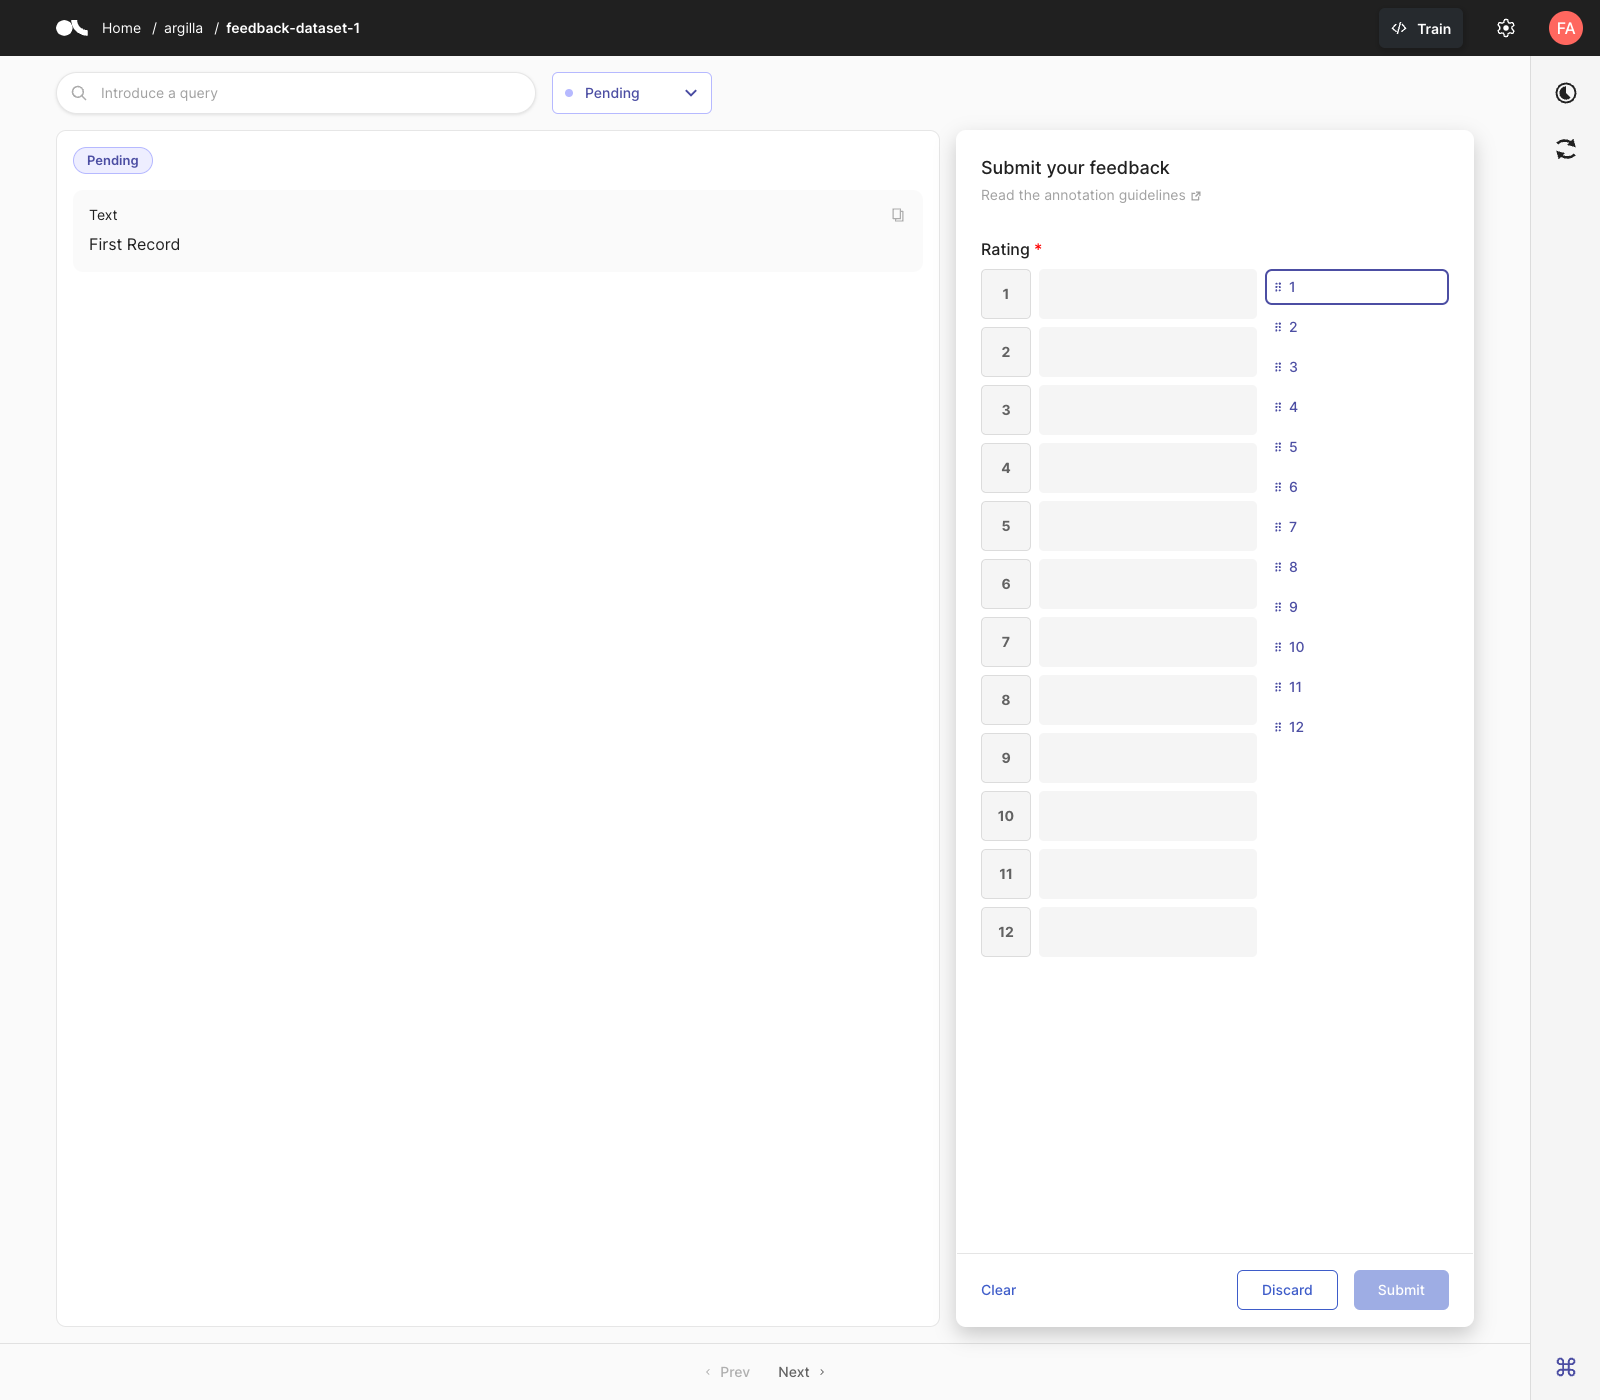 Home / argilla / feedback-dataset-1
Train
FA
Introduce a query
Pending
Pending
Text
First Record
Submit your feedback
Read the annotation guidelines
Rating *
1
2
3
4
5
6
7
8
9
10
11
12
1
2
3
4
5
6
7
8
9
10
11
12
Clear
Discard
Submit
Prev
Next